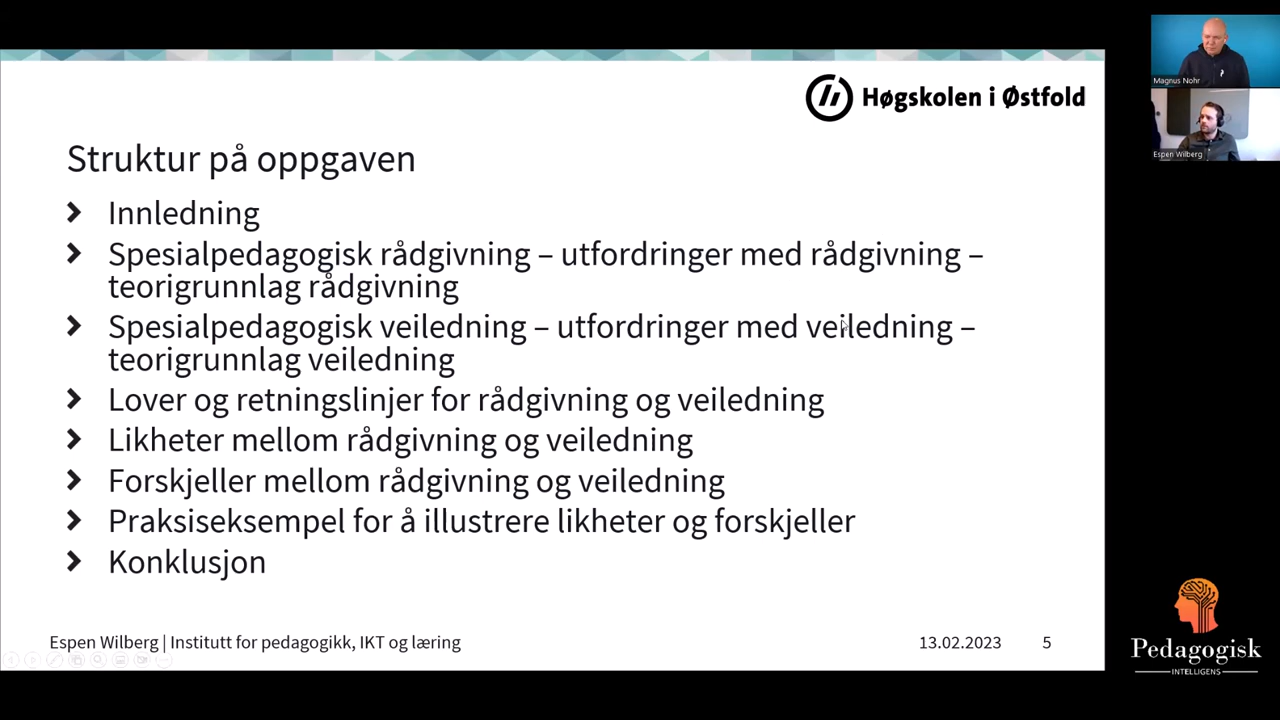 Høgskolen i Østfold
Magnus Nohr
Espen Wilberg
Struktur på oppgaven
Innledning
Spesialpedagogisk rådgivning – utfordringer med rådgivning –
teorigrunnlag rådgivning
Spesialpedagogisk veiledning – utfordringer med veiledning –
teorigrunnlag veiledning
Lover og retningslinjer for rådgivning og veiledning
Likheter mellom rådgivning og veiledning
Forskjeller mellom rådgivning og veiledning
Praksiseksempel for å illustrere likheter og forskjeller
Konklusjon
Espen Wilberg | Institutt for pedagogikk, IKT og læring
13.02.2023
5
Pedagogisk
INTELLIGENS